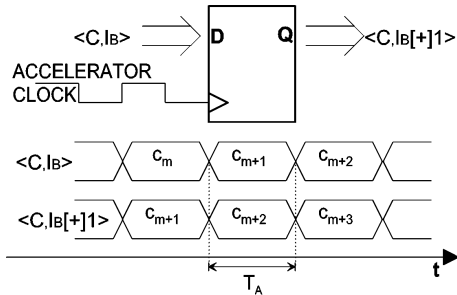 <C,IB>
D
Q
<C,IB[+]1>
ACCELERATOR
CLOCK
<C,IB> cm cm+1 cm+2
<C,IB[+]1> cm+1 cm+2 cm+3
t
TA